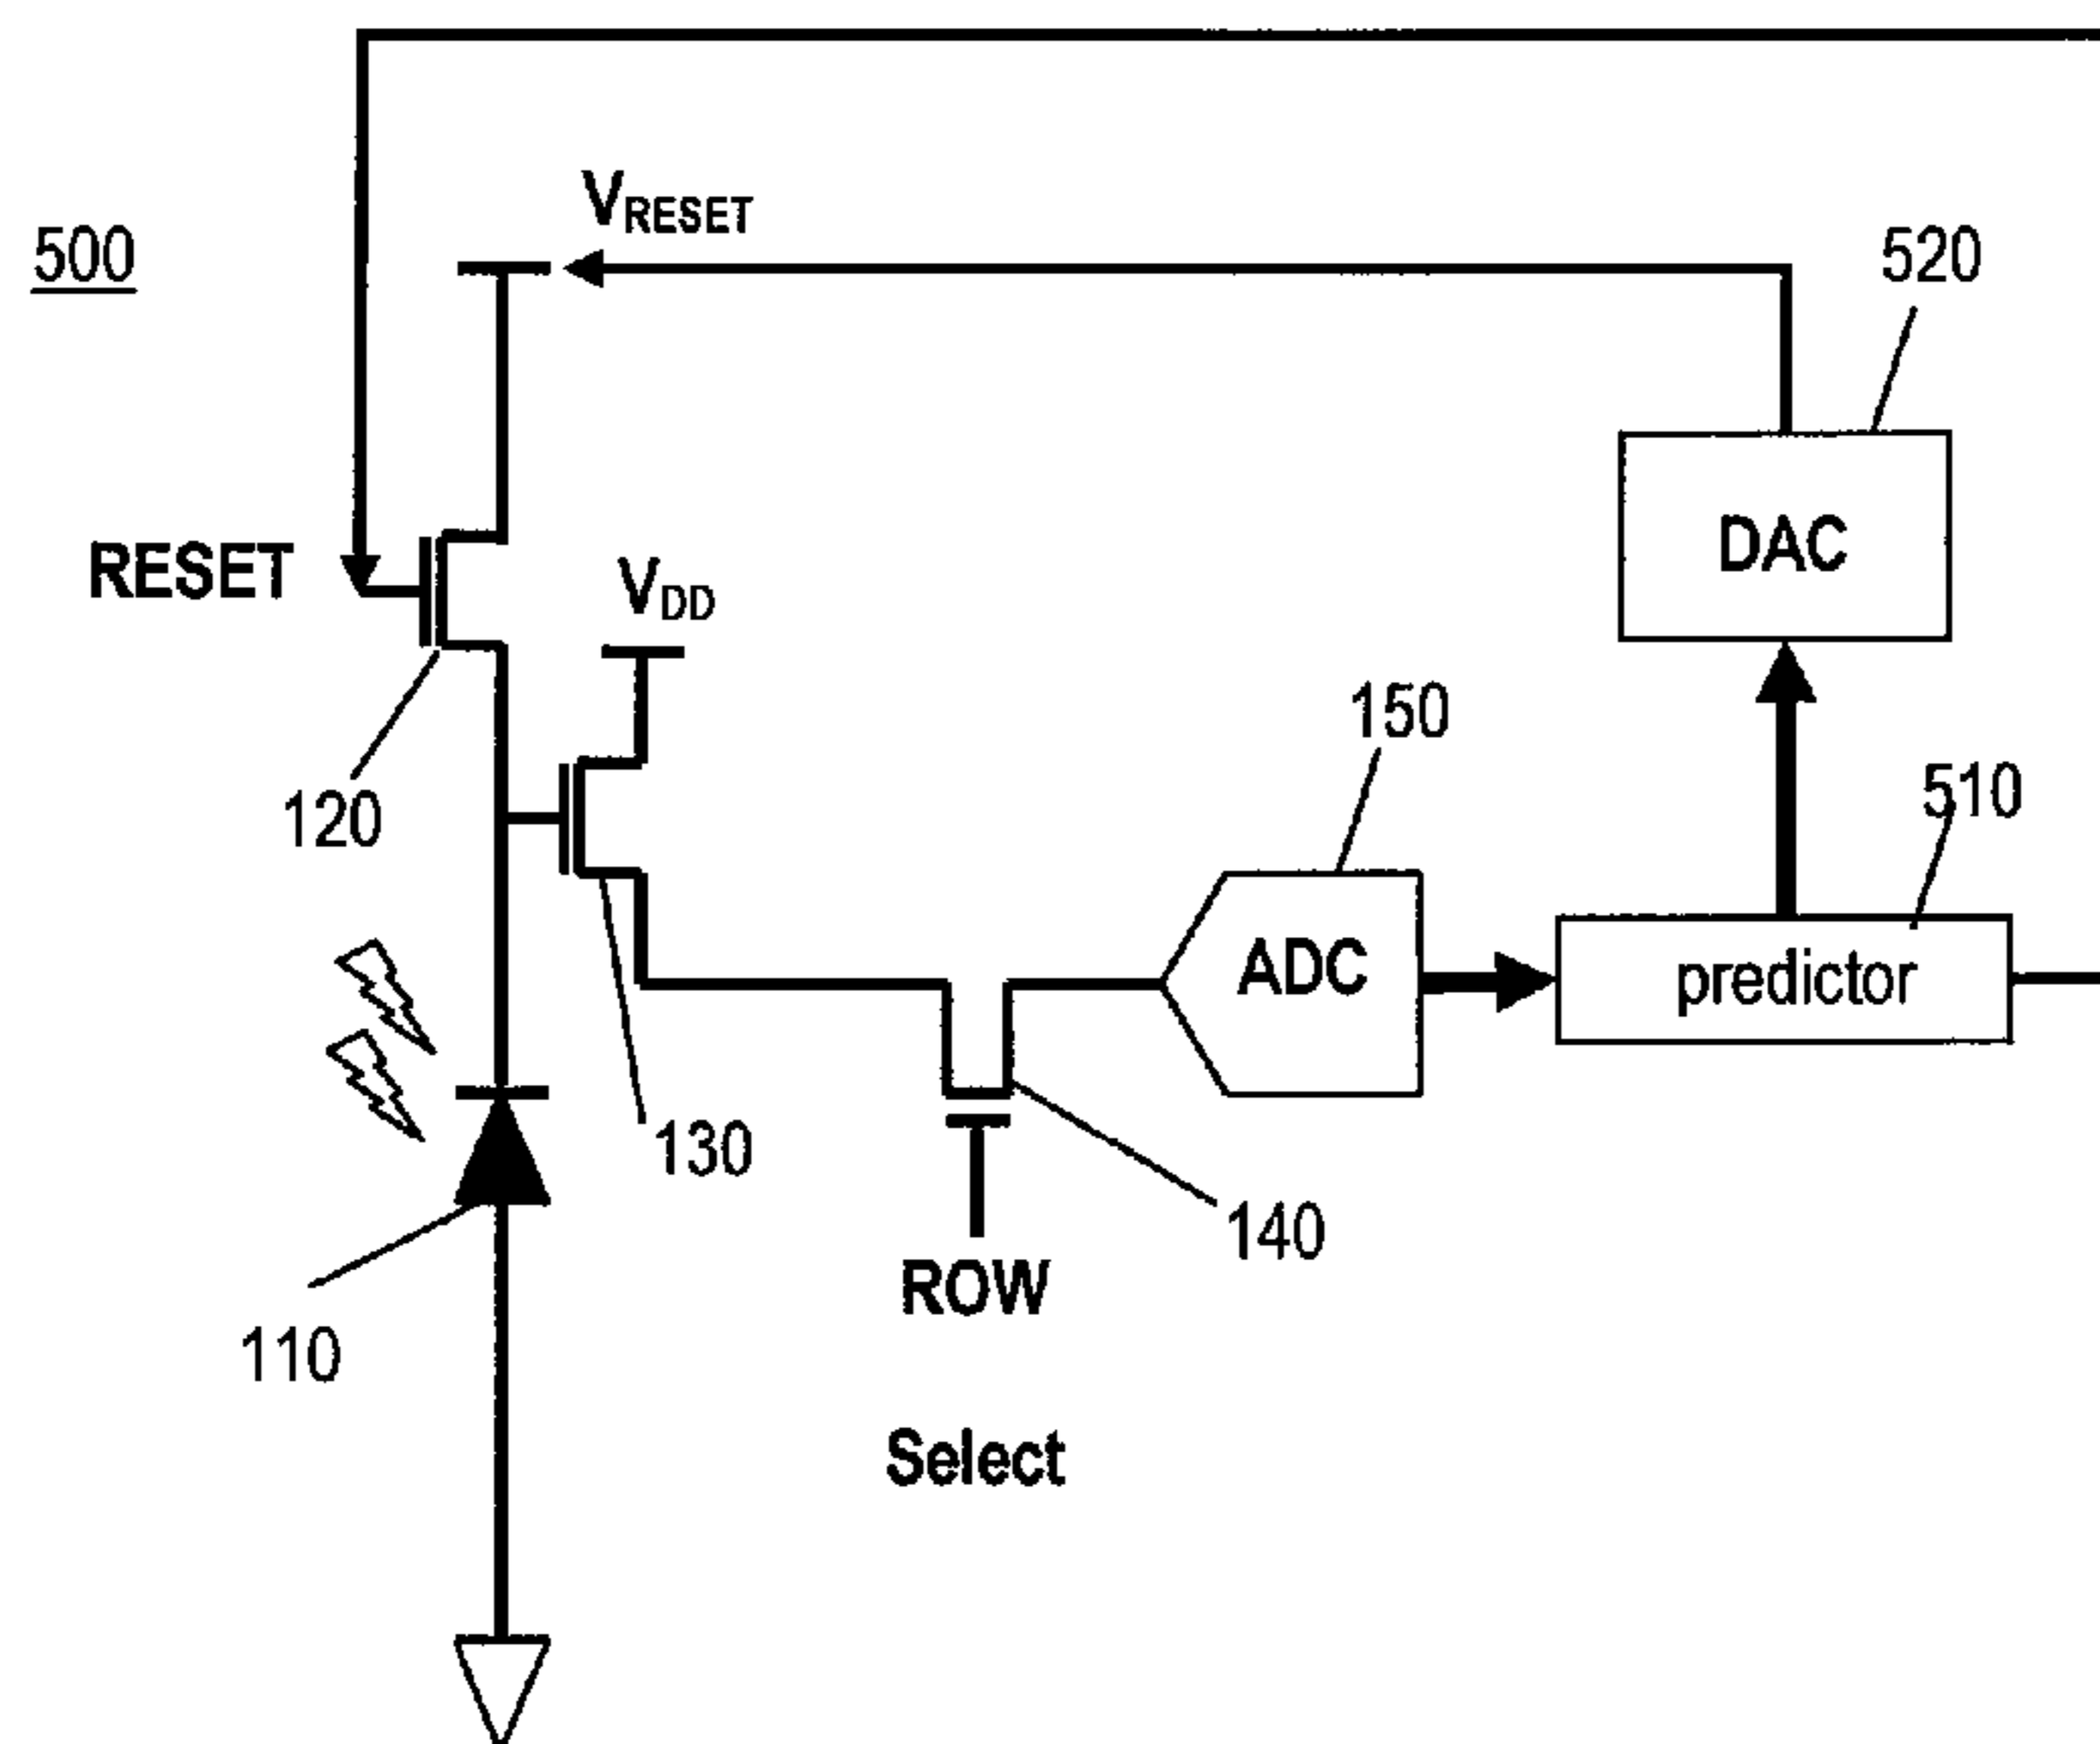 500
VRESET
520
RESET
VDD
DAC
120
150
510
ADC
predictor
130
140
ROW
110
Select